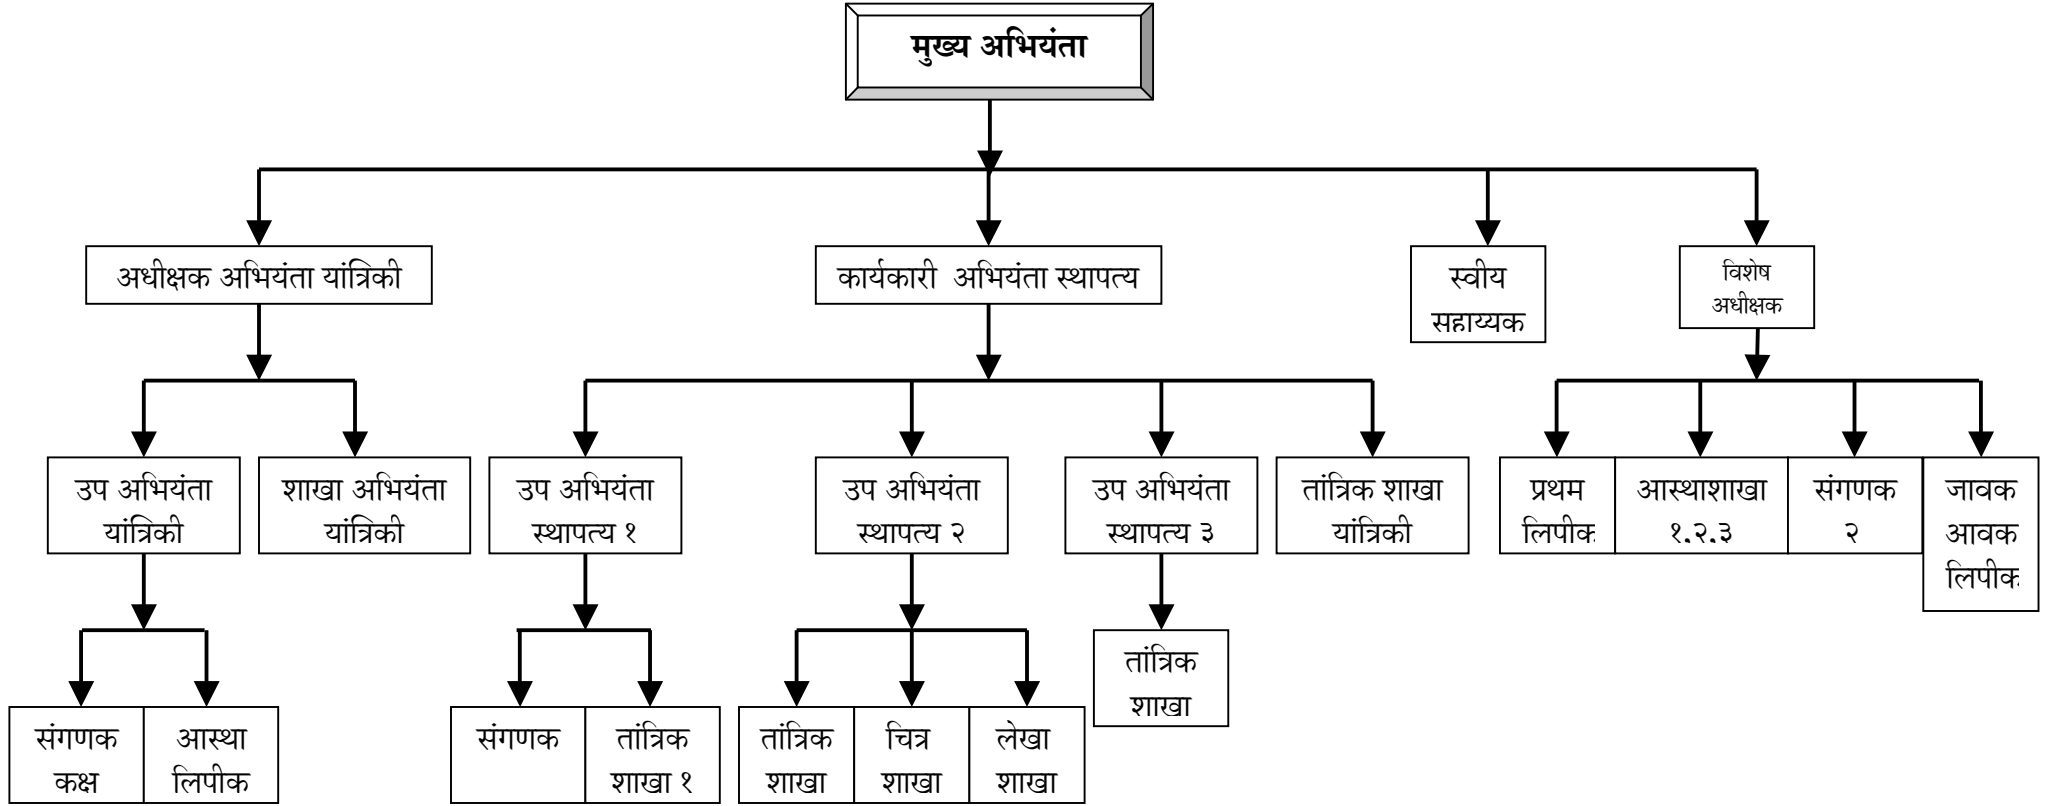 मुख्य अभियंता
अधीक्षक अभियंता यांत्रिकी
कार्यकारी अभियंता स्थापत्य
स्वीय
सहाय्यक
विशेष
अधीक्षक
उप अभियंता
यांत्रिकी
शाखा अभियंता
यांत्रिकी
उप अभियंता
स्थापत्य १
उप अभियंता
स्थापत्य २
उप अभियंता
स्थापत्य ३
तांत्रिक शाखा
यांत्रिकी
प्रथम
लिपीक
आस्थाशाखा
१.२.३
संगणक
२
जावक
आवक
लिपीक
संगणक
कक्ष
आस्था
लिपीक
संगणक
तांत्रिक
शाखा १
तांत्रिक
शाखा
चित्र
शाखा
लेखा
शाखा
तांत्रिक
शाखा